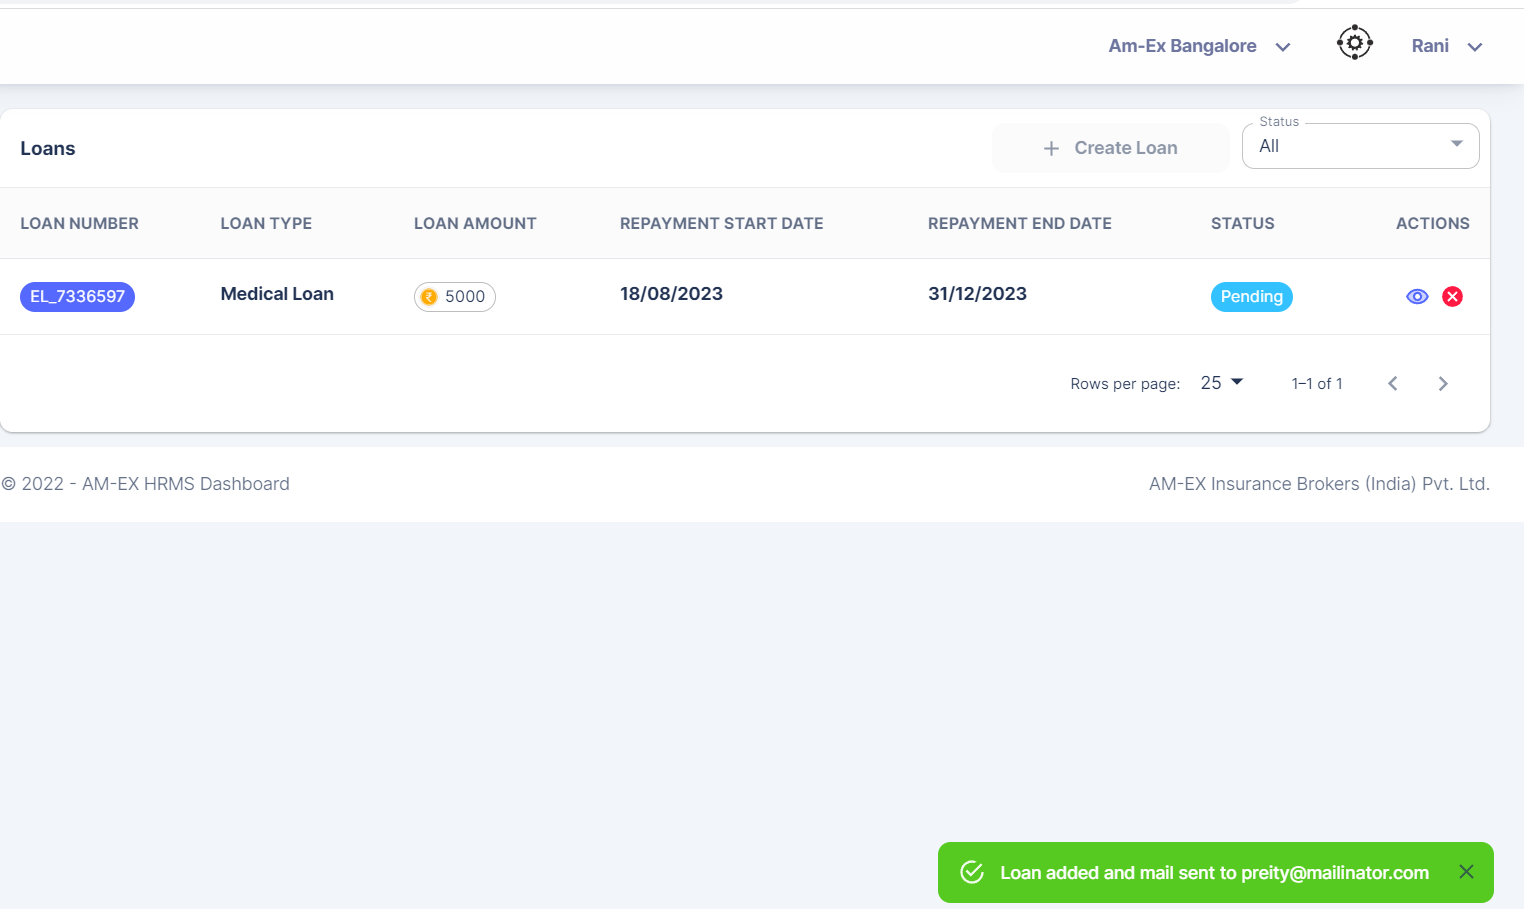 Am-Ex Bangalore Rani
Loans + Create Loan Status All
LOAN NUMBER LOAN TYPE LOAN AMOUNT REPAYMENT START DATE REPAYMENT END DATE STATUS ACTIONS
EL_7336597 Medical Loan ₹ 5000 18/08/2023 31/12/2023 Pending
Rows per page: 25 1–1 of 1
© 2022 - AM-EX HRMS Dashboard AM-EX Insurance Brokers (India) Pvt. Ltd.
Loan added and mail sent to preity@mailinator.com